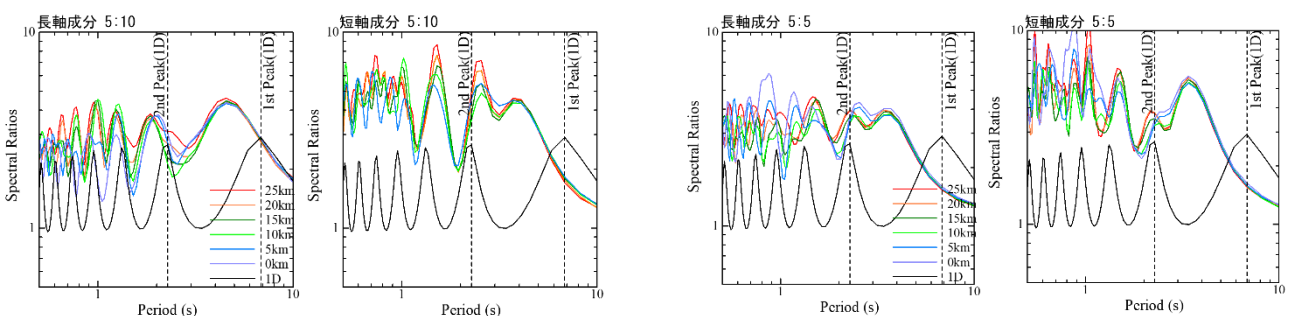 長軸成分 5:10
10
1
Spectral Ratios
2nd Peak(1D)
1st Peak(1D)
25km
20km
15km
10km
5km
0km
1D
1
10
Period (s)
短軸成分 5:10
10
1
Spectral Ratios
2nd Peak(1D)
1st Peak(1D)
1
10
Period (s)
長軸成分 5:5
10
1
Spectral Ratios
2nd Peak(1D)
1st Peak(1D)
25km
20km
15km
10km
5km
0km
1D
1
10
Period (s)
短軸成分 5:5
10
1
Spectral Ratios
2nd Peak(1D)
1st Peak(1D)
1
10
Period (s)